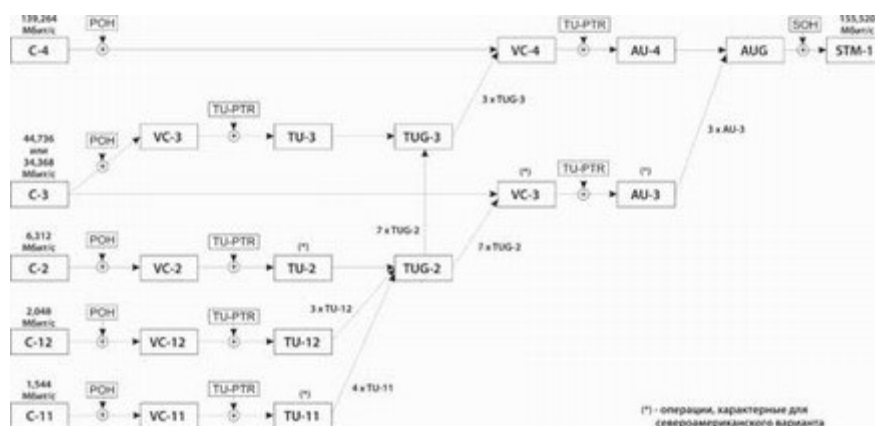 139,264
Мбит/с
POH
C-4
VC-4
TU-PTR
AU-4
AUG
SOH
155,520
Мбит/с
STM-1
3 x TUG-3
44,736
или
34,368
Мбит/с
POH
VC-3
TU-PTR
TU-3
TUG-3
3 x AU-3
C-3
(*)
VC-3
TU-PTR
(*)
AU-3
7 x TUG-2
7 x TUG-2
6,312
Мбит/с
POH
C-2
VC-2
TU-PTR
(*)
TU-2
TUG-2
3 x TU-12
2,048
Мбит/с
POH
C-12
VC-12
TU-PTR
TU-12
4 x TU-11
1,544
Мбит/с
POH
C-11
VC-11
TU-PTR
(*)
TU-11
(*) - операции, характерные для
североамериканского варианта